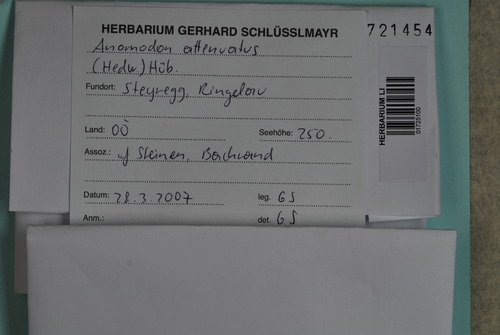 HERBARIUM GERHARD SCHLÜSSLMAYR
721454
Anomodon attenuatus
(Hedw) Hüb.
Fundort: Steyregg, Ringelau
Land: OÖ Seehöhe: 250.
Assoz.: f Steinen, Bachrand
Datum: 28.3.2007 leg. GS
Anm.: det. GS
HERBARIUM LI
01725100